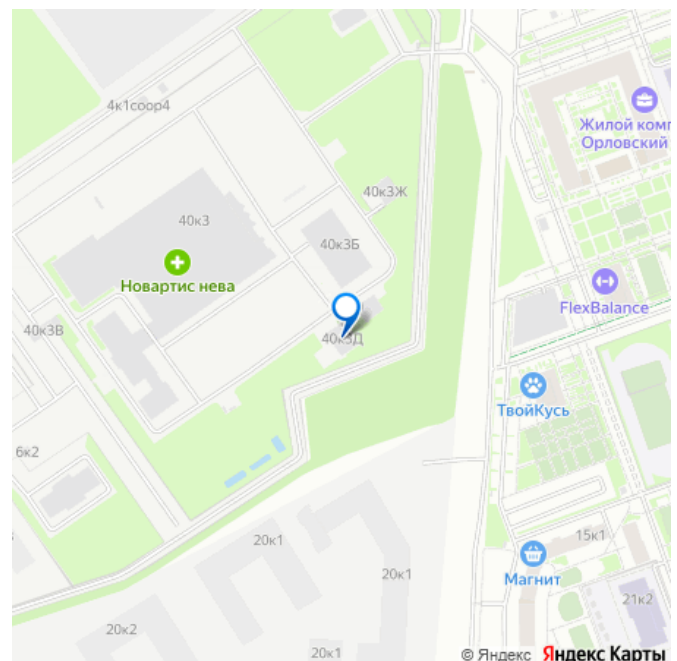 4к1соор4
Жилой комп
Орловский
40к3Ж
40к3
40к3Б
Новартис нева
FlexBalance
40к3В
40к3Д
ТвойКусь
6к2
15к1
20к1
Магнит
20к1
21к2
20к2
20к1
© Яндекс Яндекс Карты